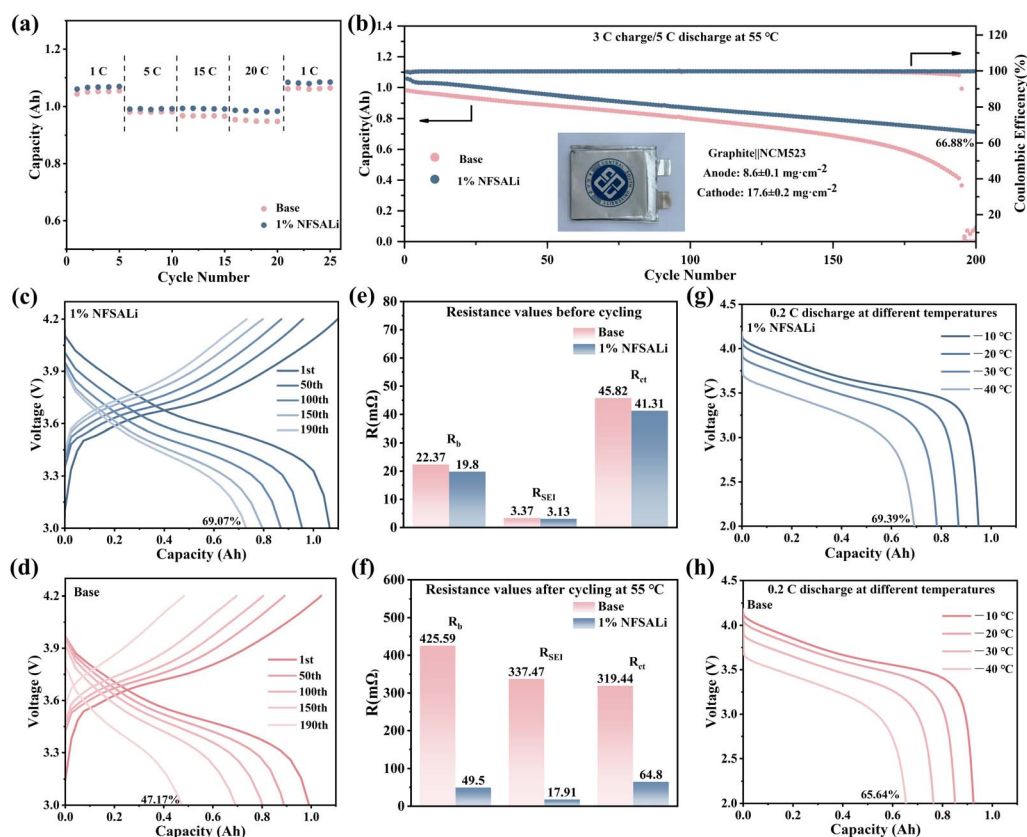 (a)
1 C
5 C
15 C
20 C
1 C
1.2
1.1
1.0
0.9
0.8
0.6
0.5
Capacity (Ah)
Base
1% NFSALi
0
5
10
15
20
25
Cycle Number
(b)
3 C charge/5 C discharge at 55 °C
1.4
1.2
1.0
0.8
0.6
0.4
0.2
0.0
Capacity(Ah)
100
80
60
40
20
Coulombic Efficency(%)
66.88%
Base
1% NFSALi
Graphite||NCM523
Anode: 8.6±0.1 mg·cm-2
Cathode: 17.6±0.2 mg·cm-2
0
50
100
150
200
Cycle Number
(c)
1% NFSALi
4.2
3.9
3.6
3.3
3.0
Voltage (V)
1st
50th
100th
150th
190th
69.07%
0.0
0.2
0.4
0.6
0.8
1.0
Capacity (Ah)
(d)
Base
4.2
3.9
3.6
3.3
3.0
Voltage (V)
1st
50th
100th
150th
190th
47.17%
0.0
0.2
0.4
0.6
0.8
1.0
Capacity (Ah)
(e)
Resistance values before cycling
80
70
60
50
40
30
20
10
0
R(mΩ)
Base
1% NFSALi
Rb
22.37
19.8
RSEI
3.37
3.13
Rct
45.82
41.31
(f)
Resistance values after cycling at 55 °C
600
500
400
300
200
100
0
R(mΩ)
Base
1% NFSALi
Rb
425.59
49.5
RSEI
337.47
17.91
Rct
319.44
64.8
(g)
0.2 C discharge at different temperatures
1% NFSALi
4.5
4.0
3.5
3.0
2.5
2.0
Voltage (V)
−10 °C
−20 °C
−30 °C
−40 °C
69.39%
0.0
0.2
0.4
0.6
0.8
1.0
Capacity (Ah)
(h)
0.2 C discharge at different temperatures
Base
4.5
4.0
3.5
3.0
2.5
2.0
Voltage (V)
−10 °C
−20 °C
−30 °C
−40 °C
65.64%
0.0
0.2
0.4
0.6
0.8
1.0
Capacity (Ah)